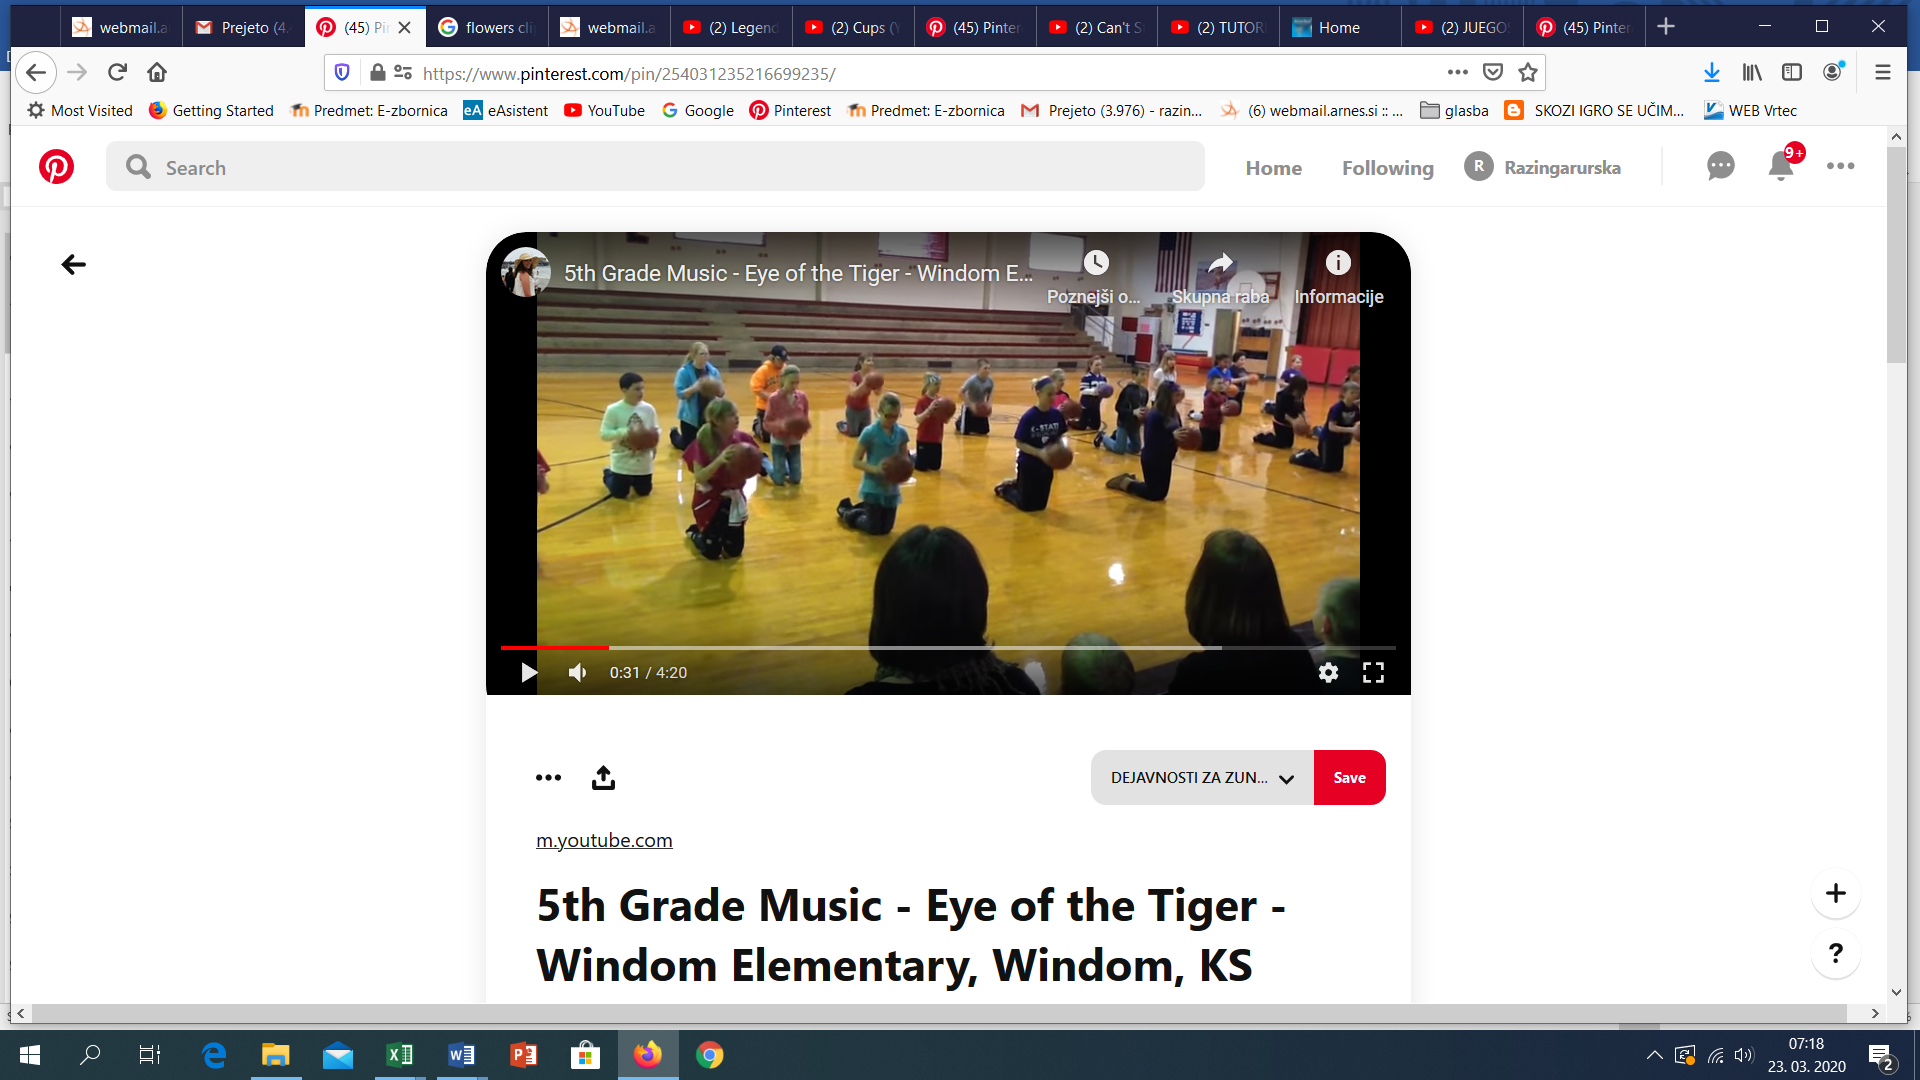 webmail.a
Prejeto (4.
(45) Pi
flowers cli
webmail.a
(2) Legend
(2) Cups (Y
(45) Pinter
(2) Can't S
(2) TUTOR
Home
(2) JUEGO
(45) Pinter
https://www.pinterest.com/pin/254031235216699235/
Most Visited
Getting Started
Predmet: E-zbornica
eA eAsistent
YouTube
Google
Pinterest
Predmet: E-zbornica
Prejeto (3.976) - razin...
(6) webmail.arnes.si :: ...
glasba
SKOZI IGRO SE UČIM...
WEB Vrtec
Search
Home
Following
R Razingarurska
9+
5th Grade Music - Eye of the Tiger - Windom E...
Poznejši o...
Skupna raba
Informacije
K-STATE
0:31 / 4:20
DEJAVNOSTI ZA ZUN...
Save
m.youtube.com
5th Grade Music - Eye of the Tiger -
Windom Elementary, Windom, KS
+
?
07:18
23. 03. 2020
2